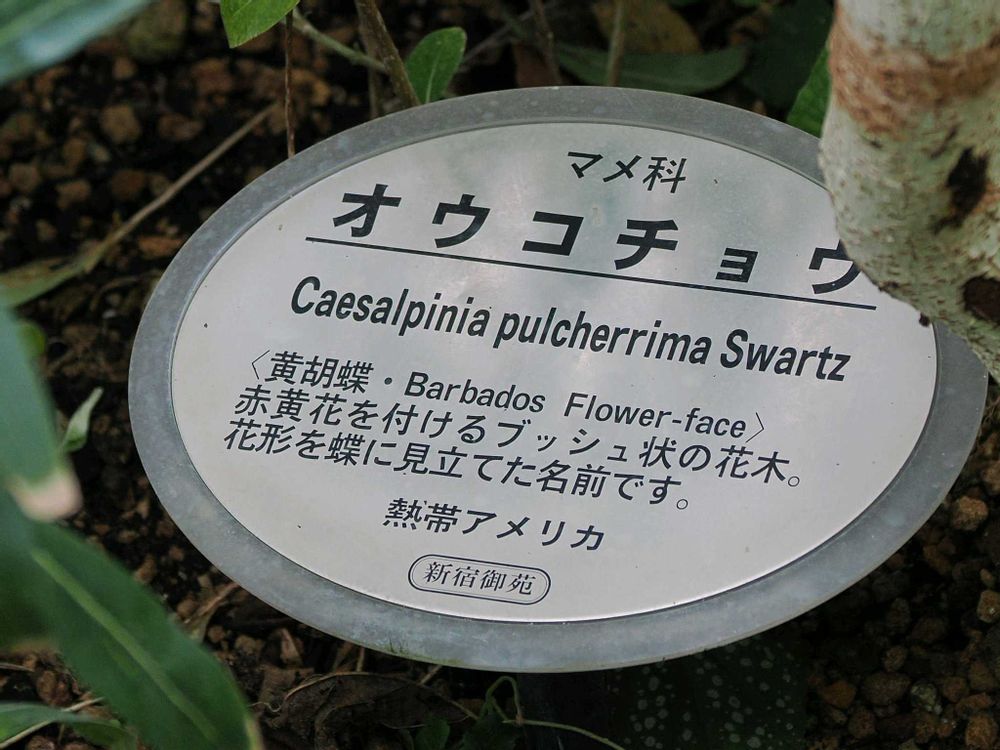 マメ科
オウコチョウ
Caesalpinia pulcherrima Swartz
〈黄胡蝶・Barbados Flower-face〉
赤黄花を付けるブッシュ状の花木。
花形を蝶に見立てた名前です。
熱帯アメリカ
新宿御苑